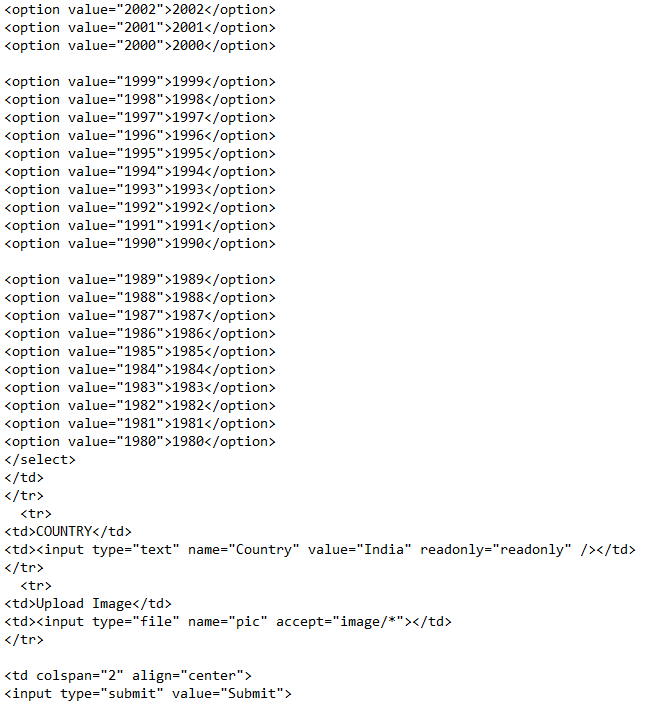 <option value="2002">2002</option>
<option value="2001">2001</option>
<option value="2000">2000</option>
<option value="1999">1999</option>
<option value="1998">1998</option>
<option value="1997">1997</option>
<option value="1996">1996</option>
<option value="1995">1995</option>
<option value="1994">1994</option>
<option value="1993">1993</option>
<option value="1992">1992</option>
<option value="1991">1991</option>
<option value="1990">1990</option>
<option value="1989">1989</option>
<option value="1988">1988</option>
<option value="1987">1987</option>
<option value="1986">1986</option>
<option value="1985">1985</option>
<option value="1984">1984</option>
<option value="1983">1983</option>
<option value="1982">1982</option>
<option value="1981">1981</option>
<option value="1980">1980</option>
</select>
</td>
</tr>
<tr>
<td>COUNTRY</td>
<td><input type="text" name="Country" value="India" readonly="readonly" /></td>
</tr>
<tr>
<td>Upload Image</td>
<td><input type="file" name="pic" accept="image/*"></td>
</tr>
<td colspan="2" align="center">
<input type="submit" value="Submit">